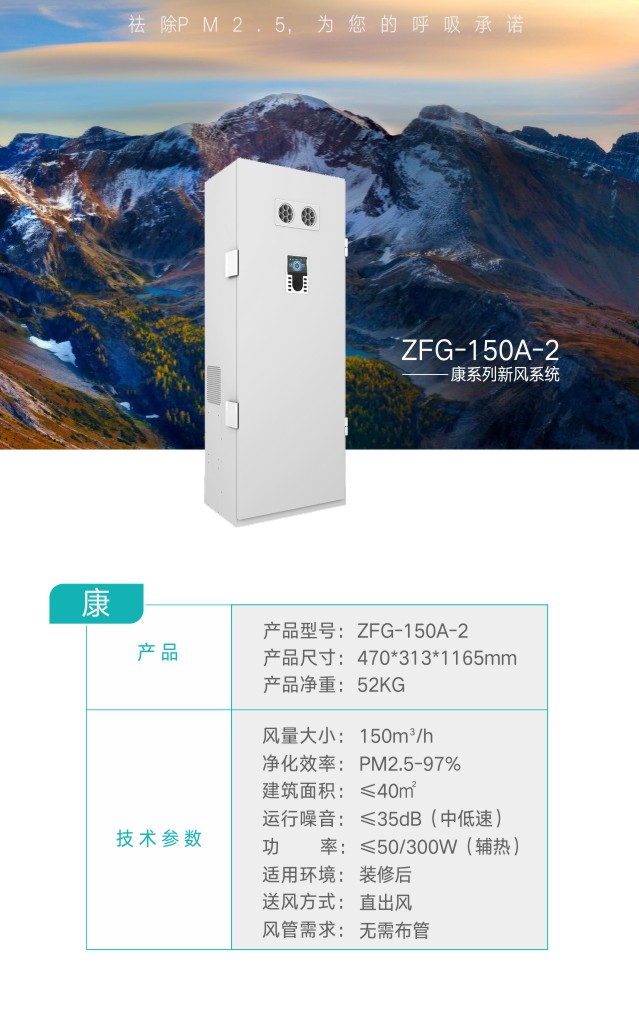 祛除PM2.5,为您的呼吸承诺
ZFG-150A-2
康系列新风系统
康
产品
产品型号：ZFG-150A-2
产品尺寸：470*313*1165mm
产品净重：52KG
技术参数
风量大小：150m³/h
净化效率：PM2.5-97%
建筑面积：≤40㎡
运行噪音：≤35dB（中低速）
功 率：≤50/300W（辅热）
适用环境：装修后
送风方式：直出风
风管需求：无需布管